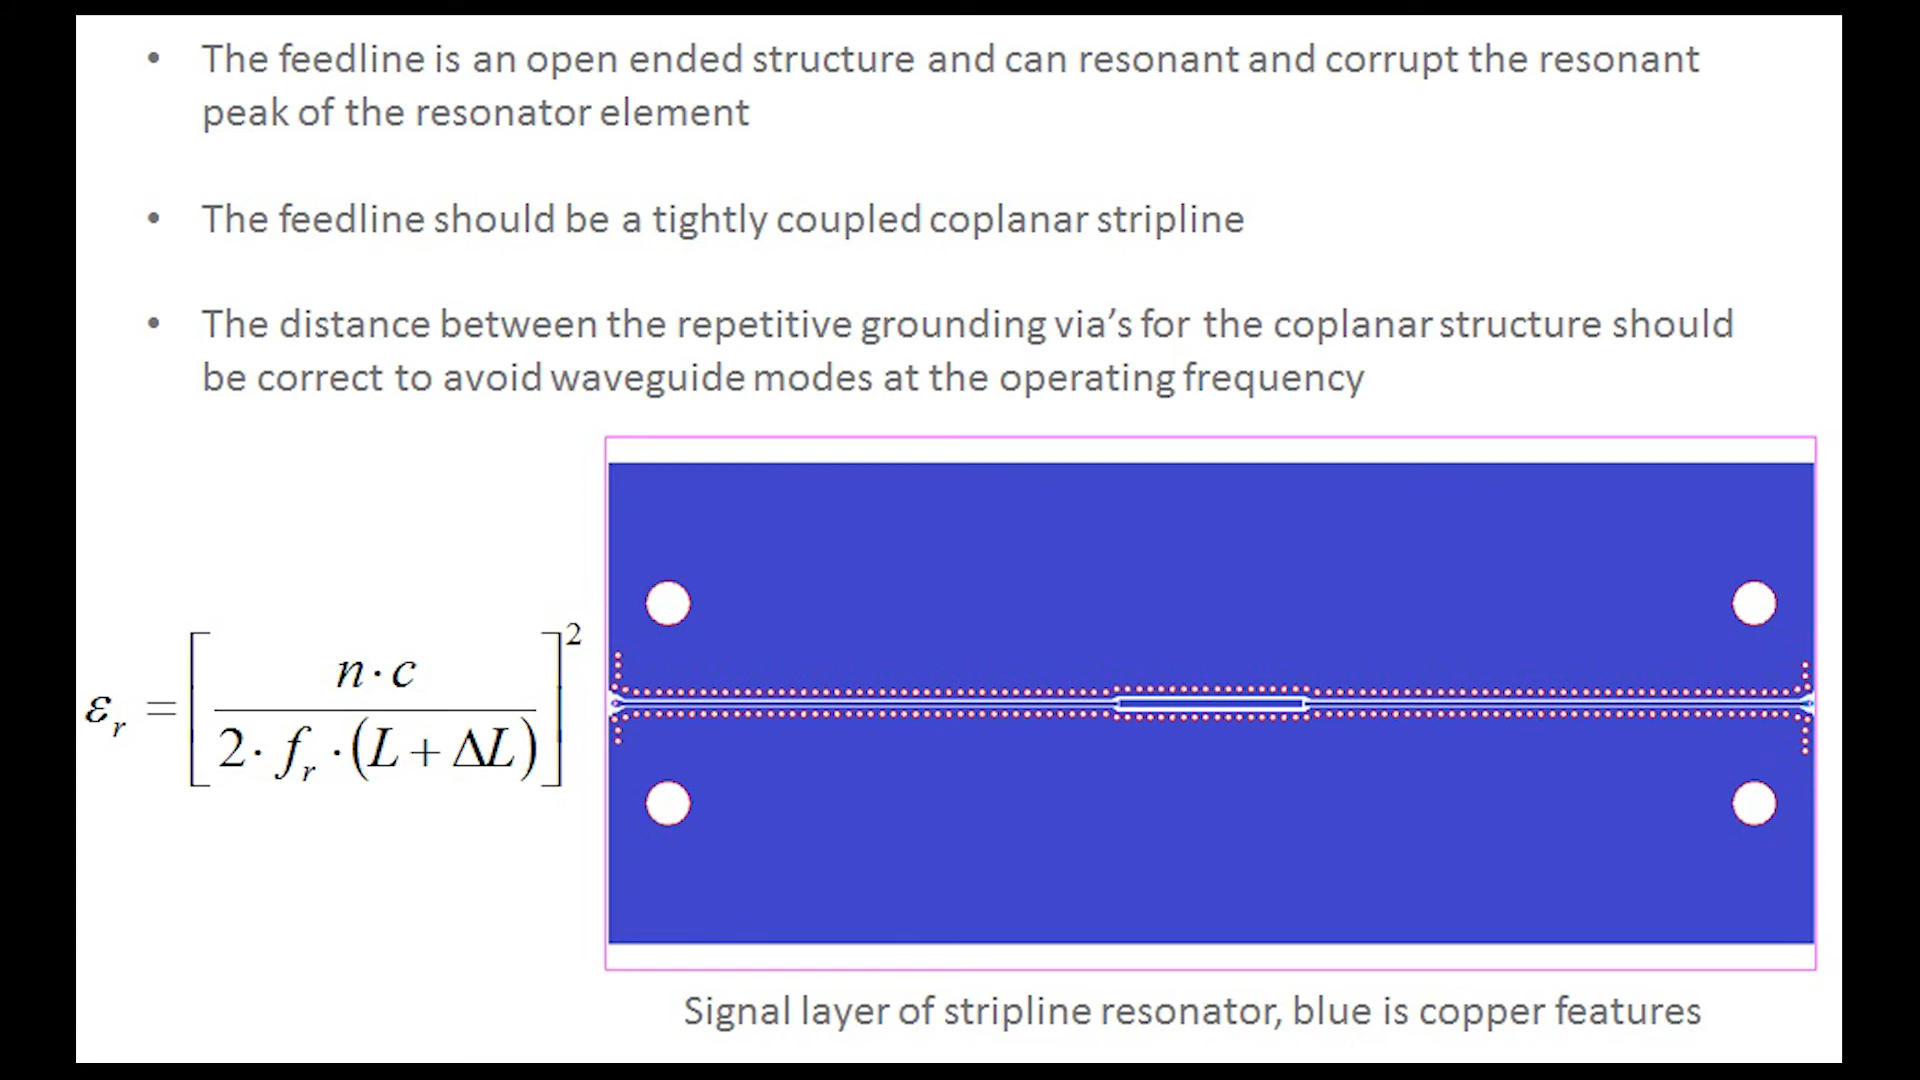 • The feedline is an open ended structure and can resonant and corrupt the resonant
peak of the resonator element
• The feedline should be a tightly coupled coplanar stripline
• The distance between the repetitive grounding via’s for the coplanar structure should
be correct to avoid waveguide modes at the operating frequency
εr = [ n · c / 2 · fr · (L + ΔL) ]²
Signal layer of stripline resonator, blue is copper features